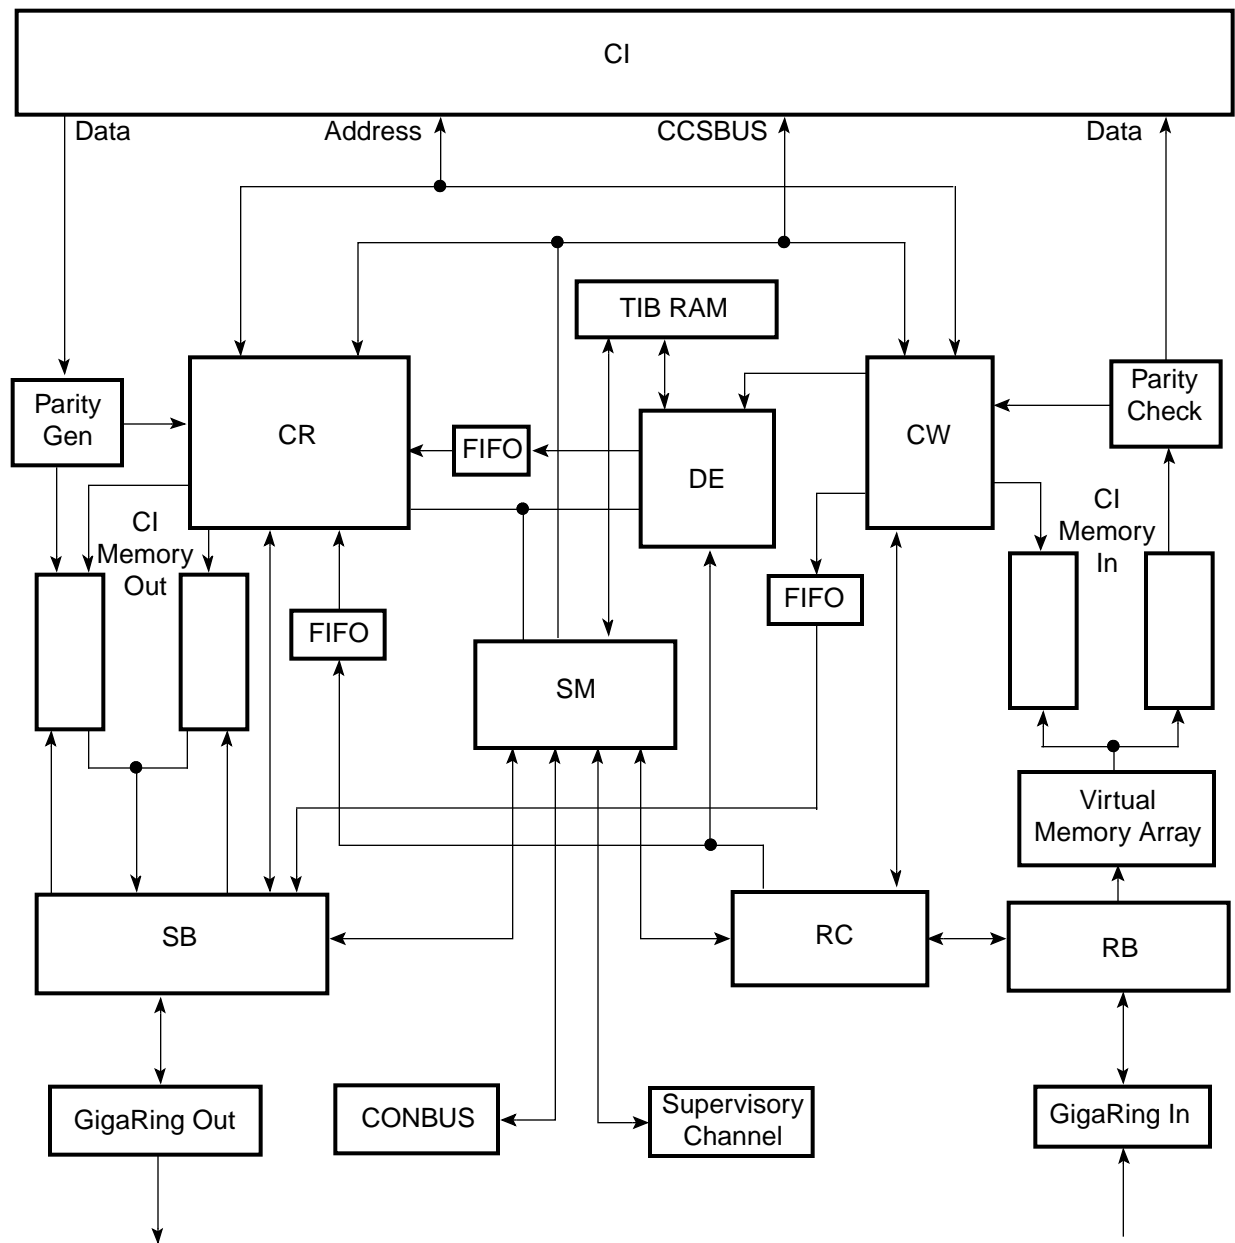 CI
Data
Address
CCSBUS
Data
TIB RAM
Parity
Gen
CR
FIFO
DE
CW
Parity
Check
CI
Memory
Out
CI
Memory
In
FIFO
FIFO
SM
Virtual
Memory Array
SB
RC
RB
GigaRing Out
CONBUS
Supervisory
Channel
GigaRing In